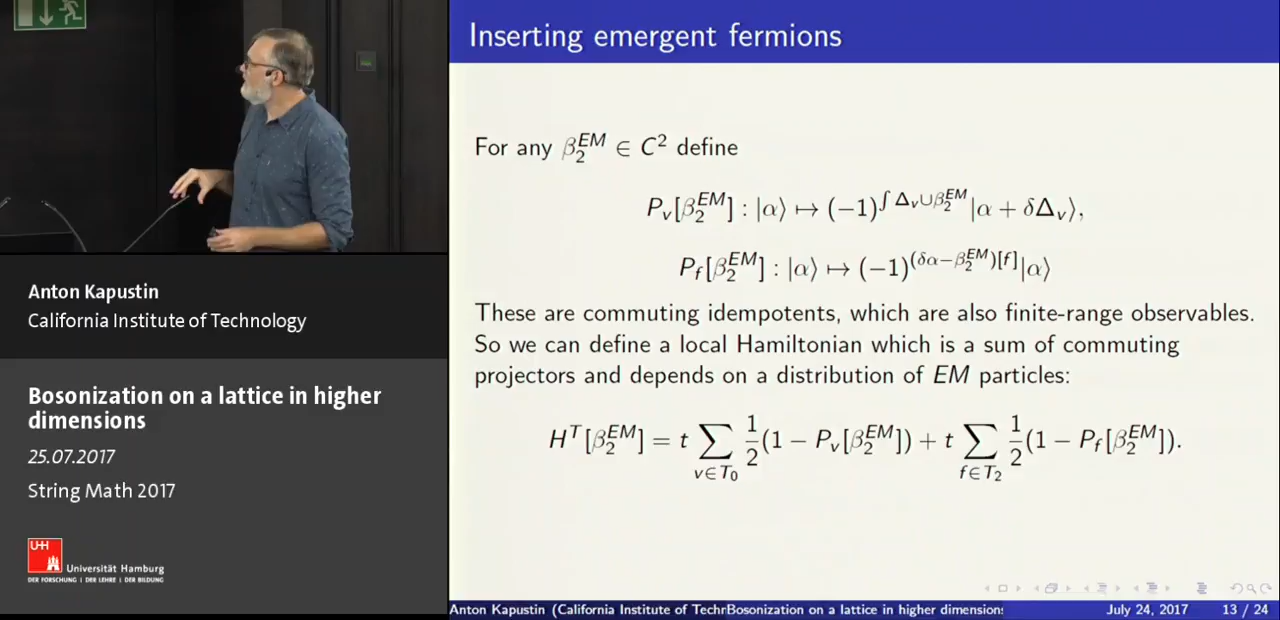 Inserting emergent fermions
For any β₂^{EM} ∈ C² define
P_v[β₂^{EM}] : |α⟩ ↦ (−1)^{∫ Δ_v∪β₂^{EM}}|α + δΔ_v⟩,
P_f[β₂^{EM}] : |α⟩ ↦ (−1)^{(δα−β₂^{EM})[f]}|α⟩
These are commuting idempotents, which are also finite-range observables.
So we can define a local Hamiltonian which is a sum of commuting
projectors and depends on a distribution of EM particles:
H^T[β₂^{EM}] = t ∑_{v∈T₀} 1/2(1 − P_v[β₂^{EM}]) + t ∑_{f∈T₂} 1/2(1 − P_f[β₂^{EM}]).
Anton Kapustin (California Institute of Techr
Bosonization on a lattice in higher dimension:
July 24, 2017
13 / 24
Anton Kapustin
California Institute of Technology
Bosonization on a lattice in higher
dimensions
25.07.2017
String Math 2017
UH
Universität Hamburg
DER FORSCHUNG | DER LEHRE | DER BILDUNG